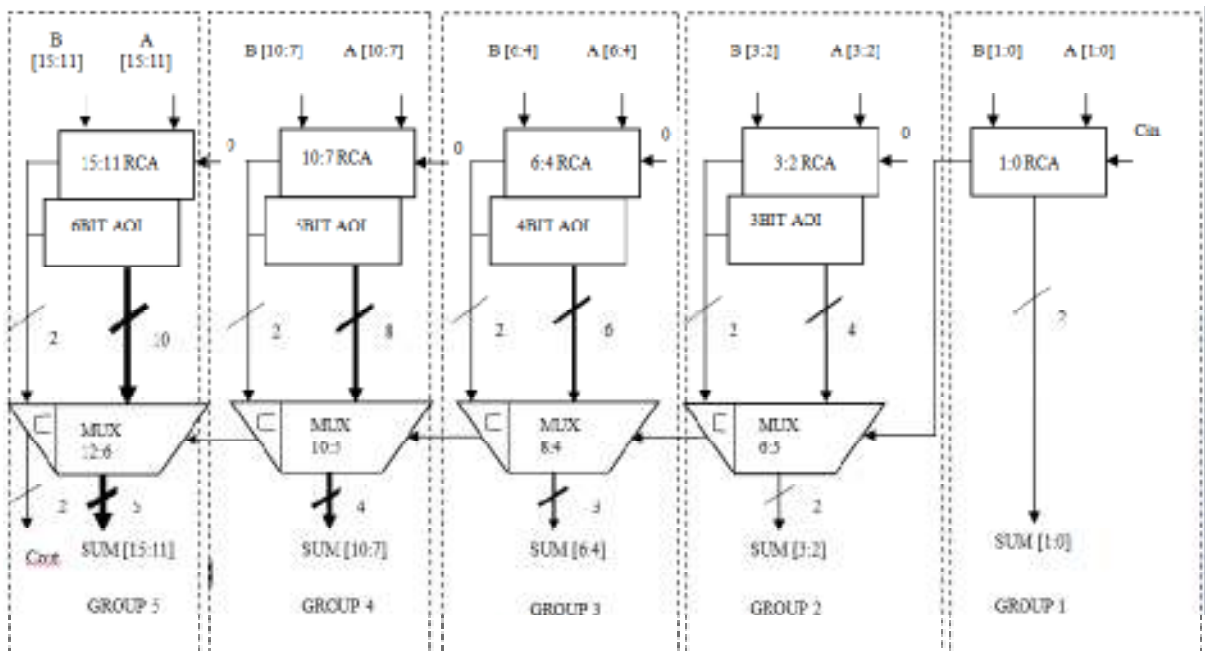 B A
[15:11] [15:11]
B [10:7] A [10:7]
B [6:4] A [6:4]
B [3:2] A [3:2]
B [1:0] A [1:0]
0 0 0 0 Cin
15:11 RCA
10:7 RCA
6:4 RCA
3:2 RCA
1:0 RCA
6BIT AOI
5BIT AOI
4BIT AOI
3BIT AOI
2 10 2 8 2 6 2 4 2
MUX
12:6
MUX
10:5
MUX
8:4
MUX
2 5 4 3 2
Cout SUM [15:11]
SUM [10:7]
SUM [6:4]
SUM [3:2]
SUM [1:0]
GROUP 5
GROUP 4
GROUP 3
GROUP 2
GROUP 1